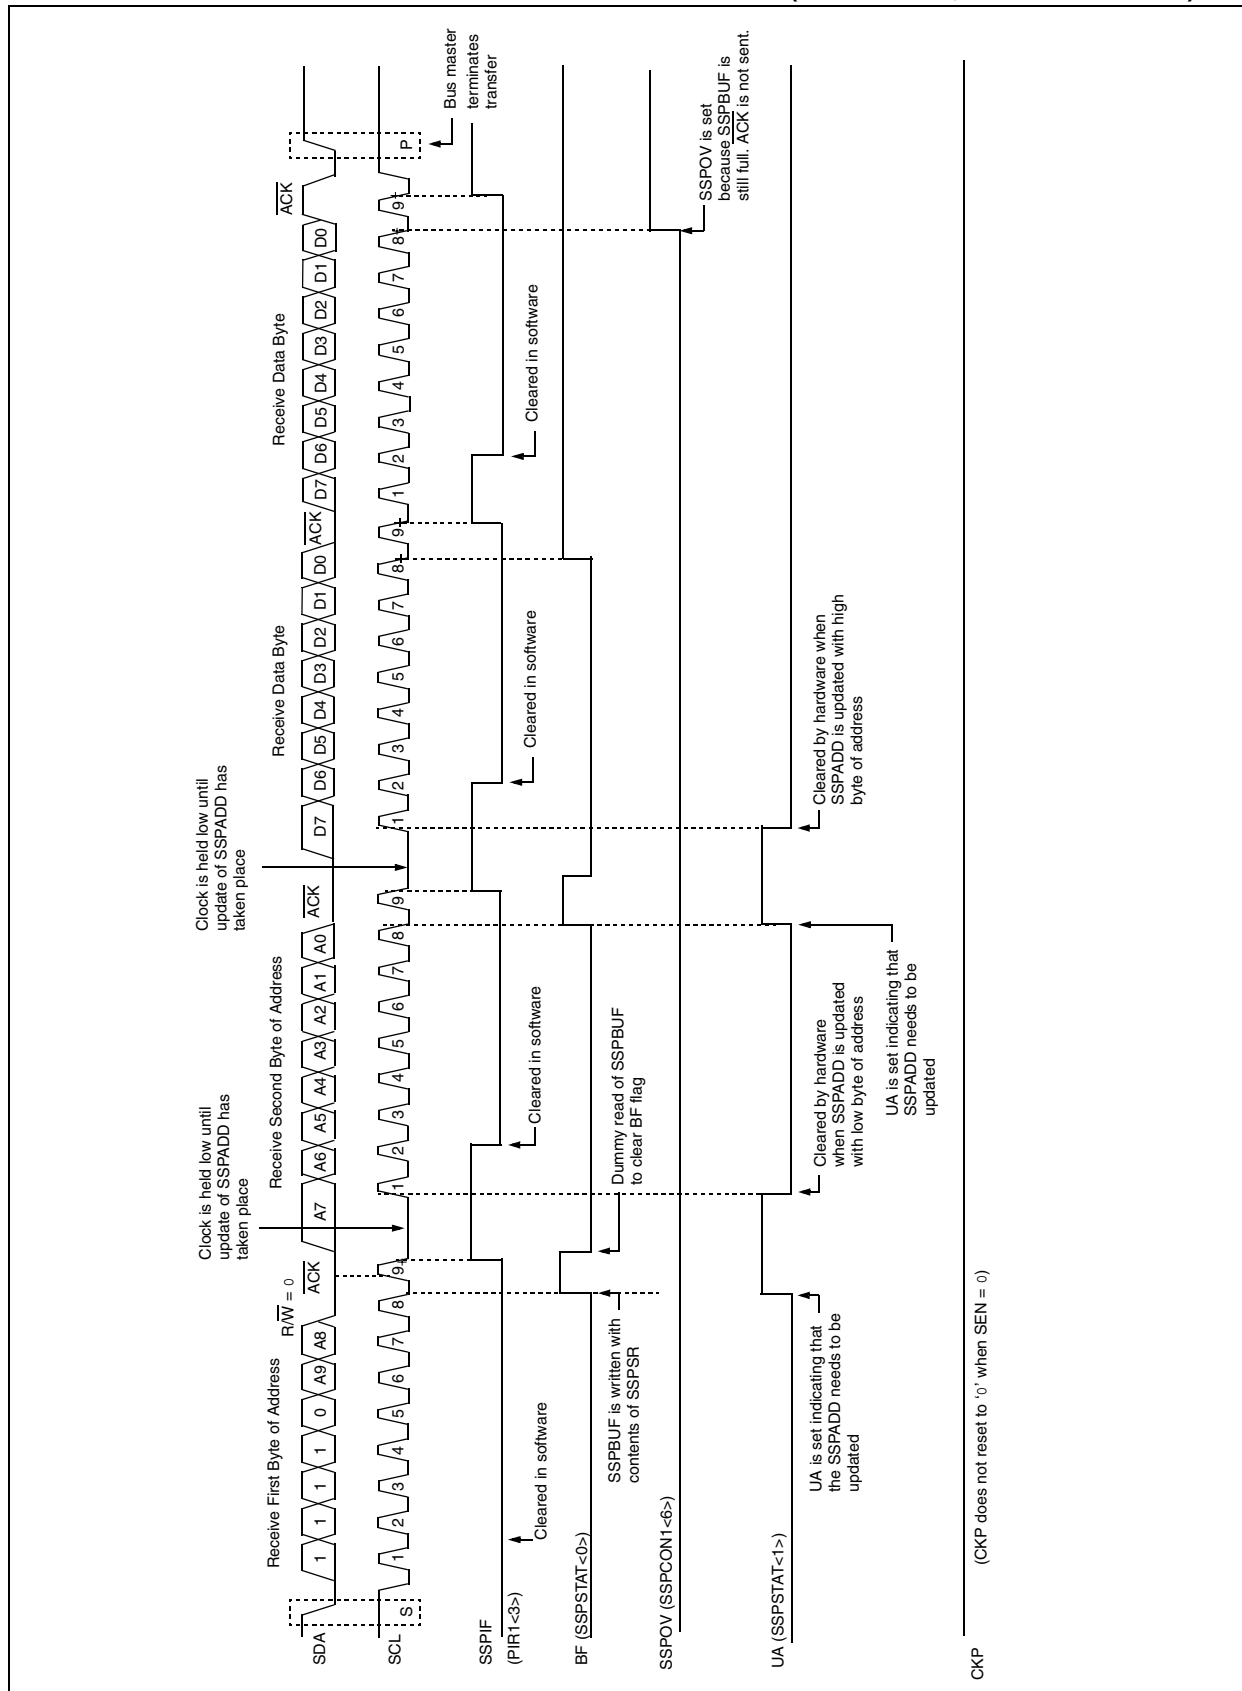 Receive First Byte of Address
R/W = 0
ACK
Clock is held low until
update of SSPADD has
taken place
Receive Second Byte of Address
ACK
Clock is held low until
update of SSPADD has
taken place
Receive Data Byte
ACK
Receive Data Byte
ACK
SDA
1
1
1
1
0
A9
A8
A7
A6
A5
A4
A3
A2
A1
A0
D7
D6
D5
D4
D3
D2
D1
D0
D7
D6
D5
D4
D3
D2
D1
D0
SCL
S
1
2
3
4
5
6
7
8
9
1
2
3
4
5
6
7
8
9
1
2
3
4
5
6
7
8
9
1
2
3
4
5
6
7
8
9
P
Bus master
terminates
transfer
SSPIF
(PIR1<3>)
Cleared in software
Cleared in software
Cleared in software
Cleared in software
BF (SSPSTAT<0>)
SSPBUF is written with
contents of SSPSR
Dummy read of SSPBUF
to clear BF flag
SSPOV (SSPCON1<6>)
SSPOV is set
because SSPBUF is
still full. ACK is not sent.
UA (SSPSTAT<1>)
UA is set indicating that
the SSPADD needs to be
updated
Cleared by hardware
when SSPADD is updated
with low byte of address
UA is set indicating that
SSPADD needs to be
updated
Cleared by hardware when
SSPADD is updated with high
byte of address
CKP
(CKP does not reset to ‘0’ when SEN = 0)